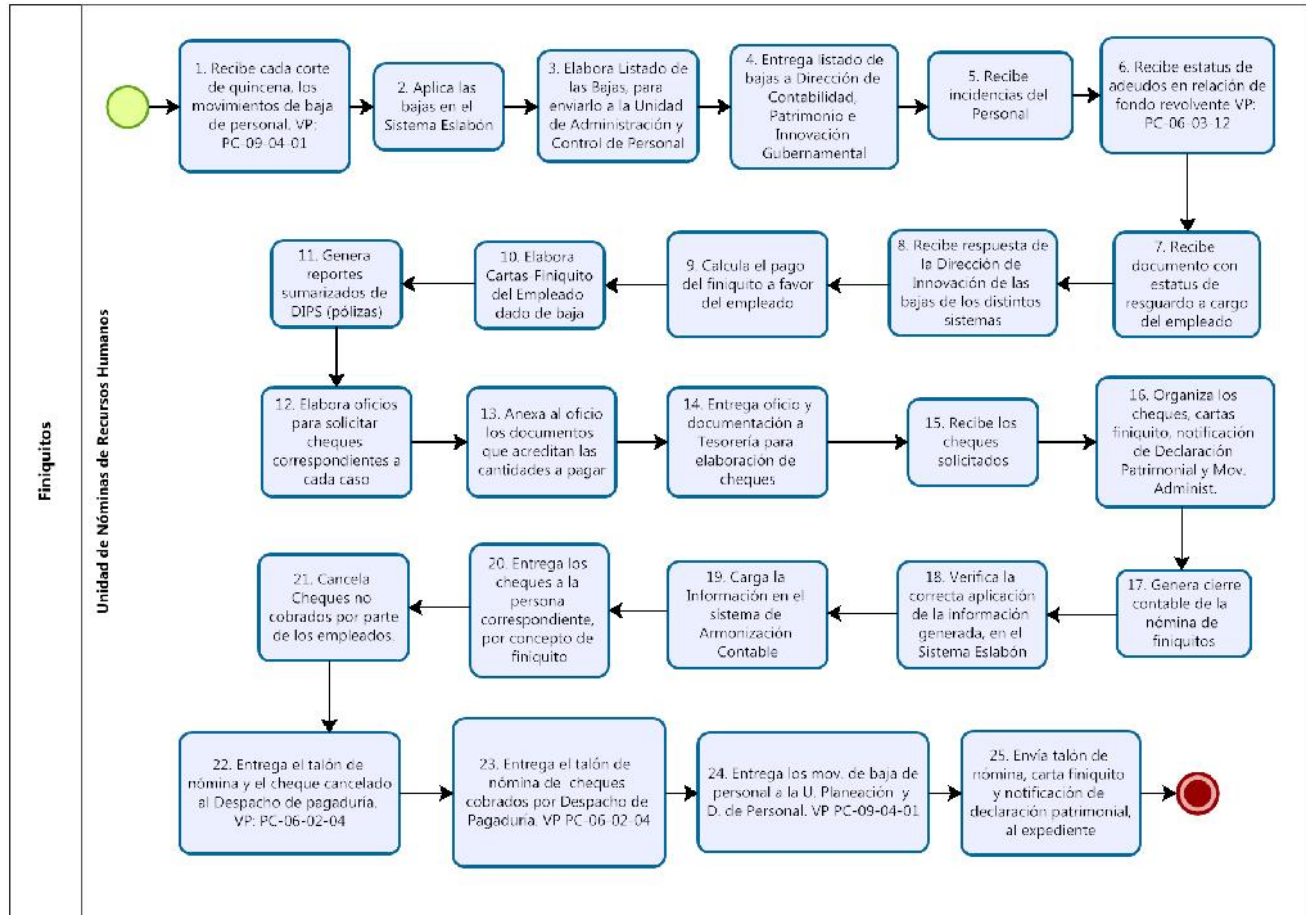 Finiquitos
Unidad de Nóminas de Recursos Humanos
1. Recibe cada corte
de quincena, los
movimientos de baja
de personal. VP:
PC-09-04-01
2. Aplica las
bajas en el
Sistema Eslabón
3. Elabora Listado de
las Bajas, para
enviarlo a la Unidad
de Administración y
Control de Personal
4. Entrega listado de
bajas a Dirección de
Contabilidad,
Patrimonio e
Innovación
Gubernamental
5. Recibe
incidencias del
Personal
6. Recibe estatus de
adeudos en relación de
fondo revolvente VP:
PC-06-03-12
7. Recibe
documento con
estatus de
resguardo a cargo
del empleado
8. Recibe respuesta de
la Dirección de
Innovación de las
bajas de los distintos
sistemas
9. Calcula el pago
del finiquito a favor
del empleado
10. Elabora
Cartas-Finiquito
del Empleado
dado de baja
11. Genera
reportes
sumarizados de
DIPS (pólizas)
12. Elabora oficios
para solicitar
cheques
correspondientes a
cada caso
13. Anexa al oficio
los documentos
que acreditan las
cantidades a pagar
14. Entrega oficio y
documentación a
Tesorería para
elaboración de
cheques
15. Recibe los
cheques
solicitados
16. Organiza los
cheques, cartas
finiquito, notificación
de Declaración
Patrimonial y Mov.
Administ.
17. Genera cierre
contable de la
nómina de
finiquitos
18. Verifica la
correcta aplicación
de la información
generada, en el
Sistema Eslabón
19. Carga la
Información en el
sistema de
Armonización
Contable
20. Entrega los
cheques a la
persona
correspondiente,
por concepto de
finiquito
21. Cancela
Cheques no
cobrados por parte
de los empleados.
22. Entrega el talón de
nómina y el cheque cancelado
al Despacho de pagaduría.
VP: PC-06-02-04
23. Entrega el talón de
nómina de cheques
cobrados por Despacho de
Pagaduría. VP PC-06-02-04
24. Entrega los mov. de baja de
personal a la U. Planeación y
D. de Personal. VP PC-09-04-01
25. Envía talón de
nómina, carta finiquito
y notificación de
declaración patrimonial,
al expediente